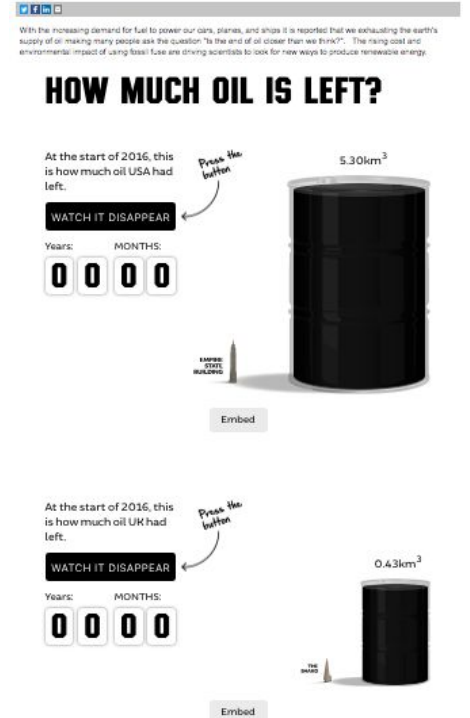 With the increasing demand for fuel to power our cars, planes, and ships it is reported that we exhausting the earth's
supply of oil making many people ask the question "Is the end of oil closer than we think?". The rising cost and
environmental impact of using fossil fuse are driving scientists to look for new ways to produce renewable energy.
HOW MUCH OIL IS LEFT?
At the start of 2016, this
is how much oil USA had
left.
Press the
button
5.30km³
WATCH IT DISAPPEAR
Years: MONTHS:
0 0 0 0
EMPIRE
STATE
BUILDING
Embed
At the start of 2016, this
is how much oil UK had
left.
Press the
button
WATCH IT DISAPPEAR
0.43km³
Years: MONTHS:
0 0 0 0
THE
SHARD
Embed